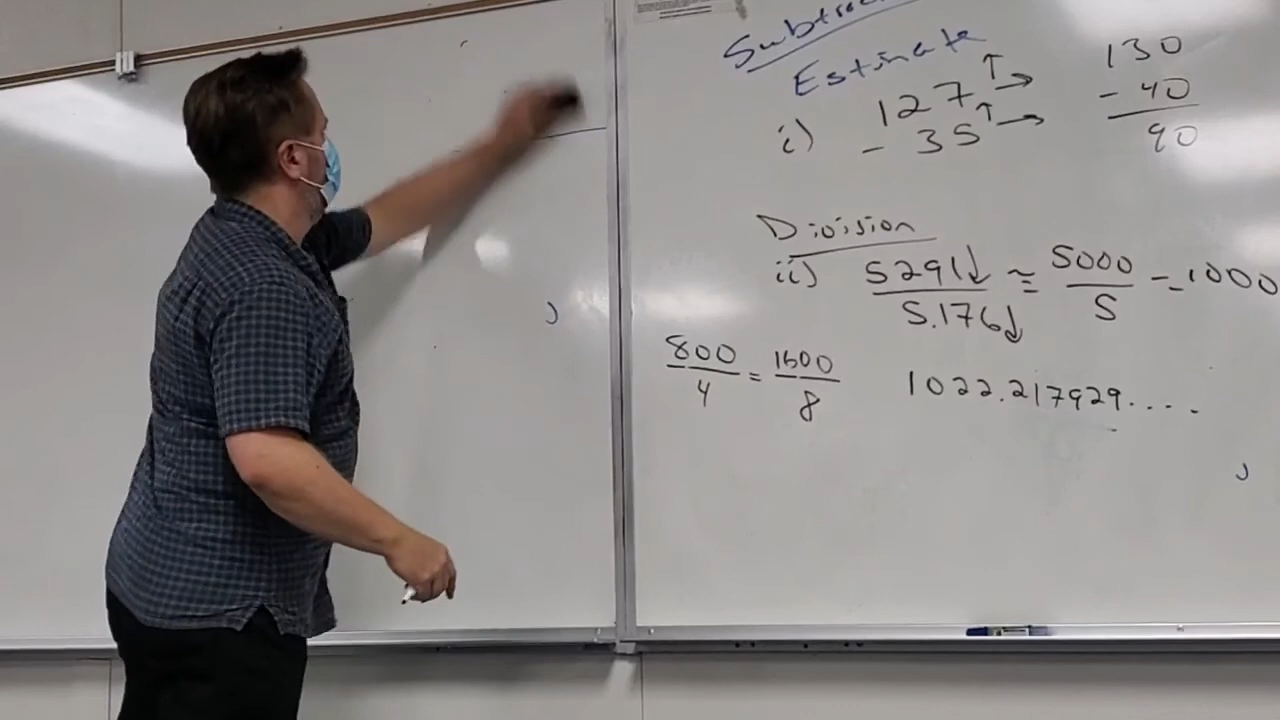 Subtrac
Estimate
i) 127↑ → 130
- 35↑ → - 40
90
Division
ii) 5291↓ / 5.176↓ ≈ 5000 / 5 = 1000
800 / 4 = 1600 / 8
1022.217929....